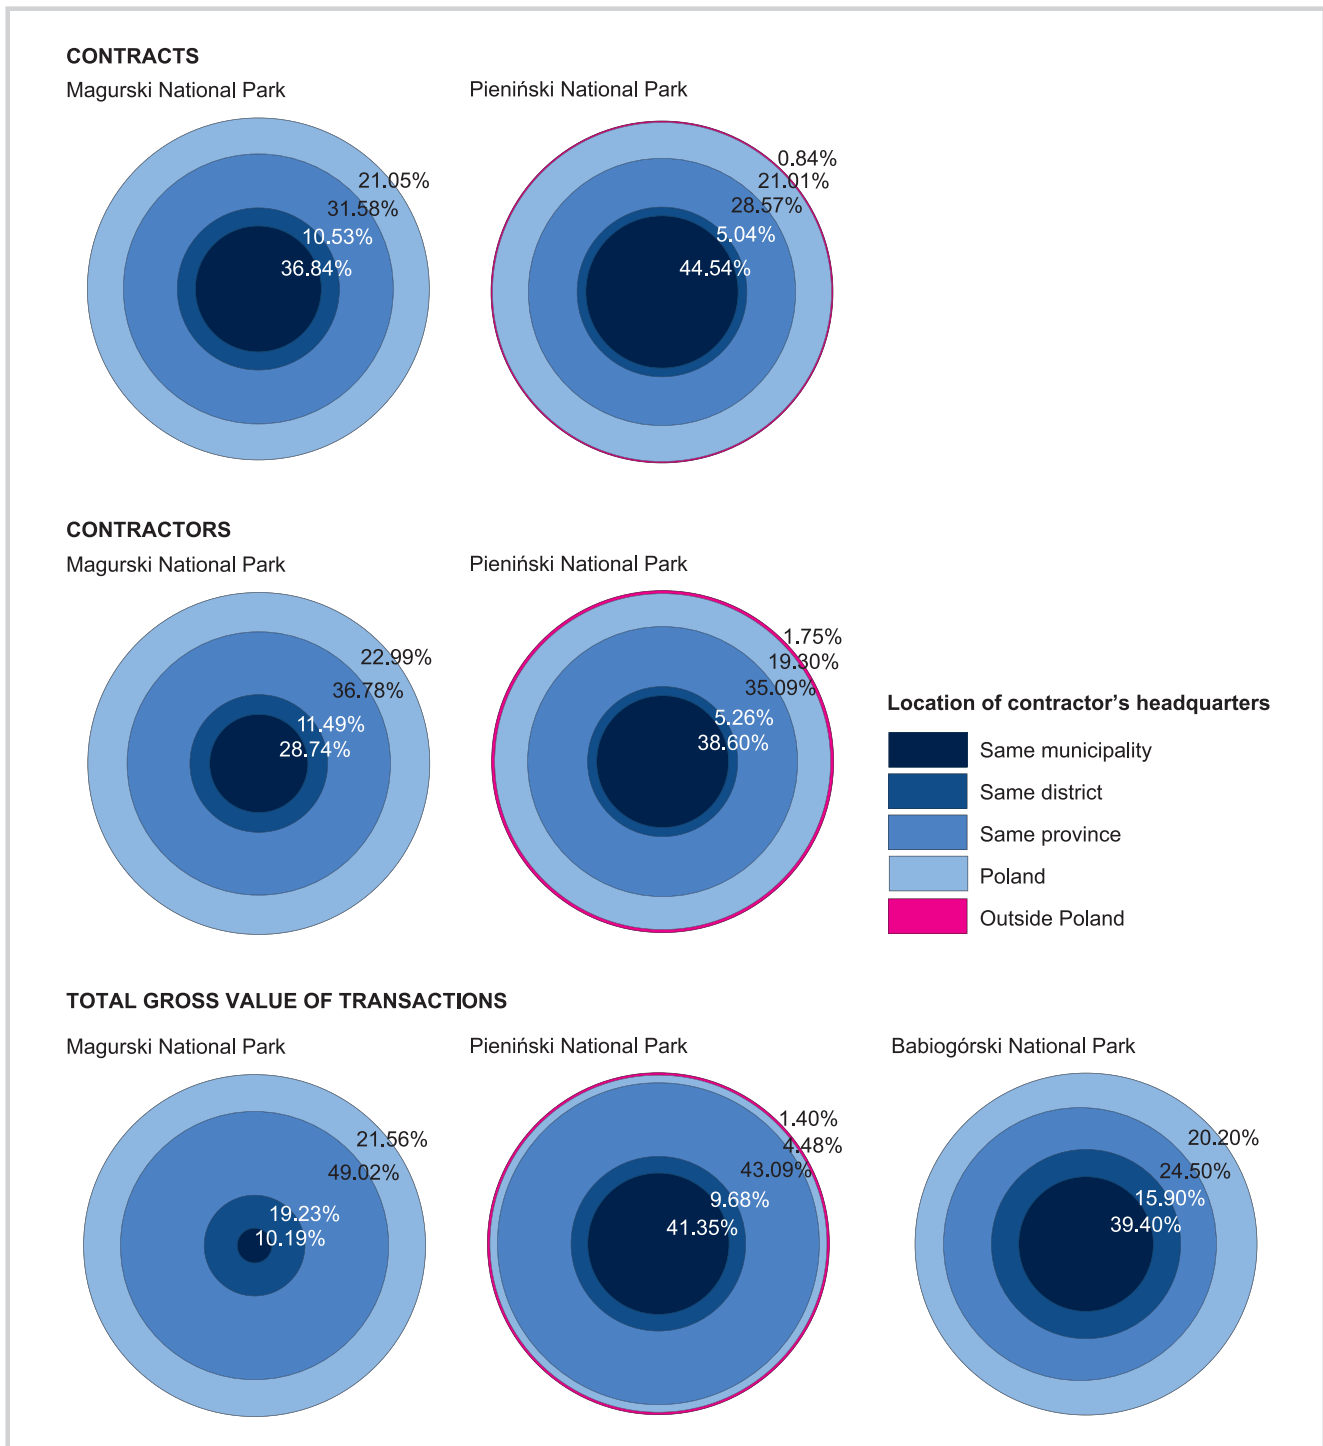 CONTRACTS
Magurski National Park
Pieniński National Park
21.05%
31.58%
10.53%
36.84%
0.84%
21.01%
28.57%
5.04%
44.54%
CONTRACTORS
Magurski National Park
Pieniński National Park
22.99%
36.78%
11.49%
28.74%
1.75%
19.30%
35.09%
5.26%
38.60%
Location of contractor's headquarters
Same municipality
Same district
Same province
Poland
Outside Poland
TOTAL GROSS VALUE OF TRANSACTIONS
Magurski National Park
Pieniński National Park
Babiogórski National Park
21.56%
49.02%
19.23%
10.19%
1.40%
4.48%
43.09%
9.68%
41.35%
20.20%
24.50%
15.90%
39.40%